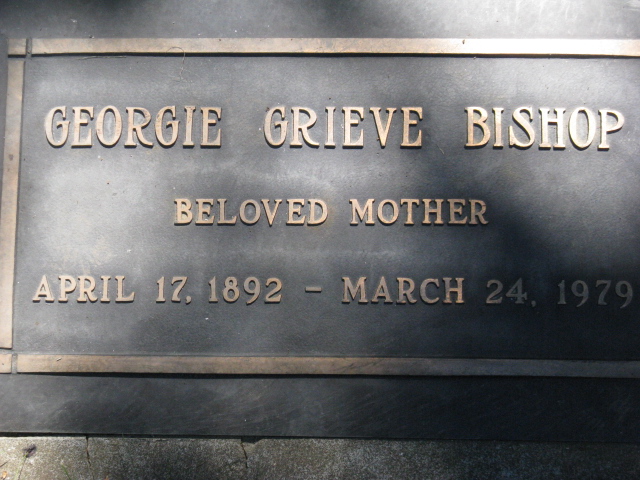 GEORGIE GRIEVE BISHOP
BELOVED MOTHER
APRIL 17, 1892 - MARCH 24, 1979